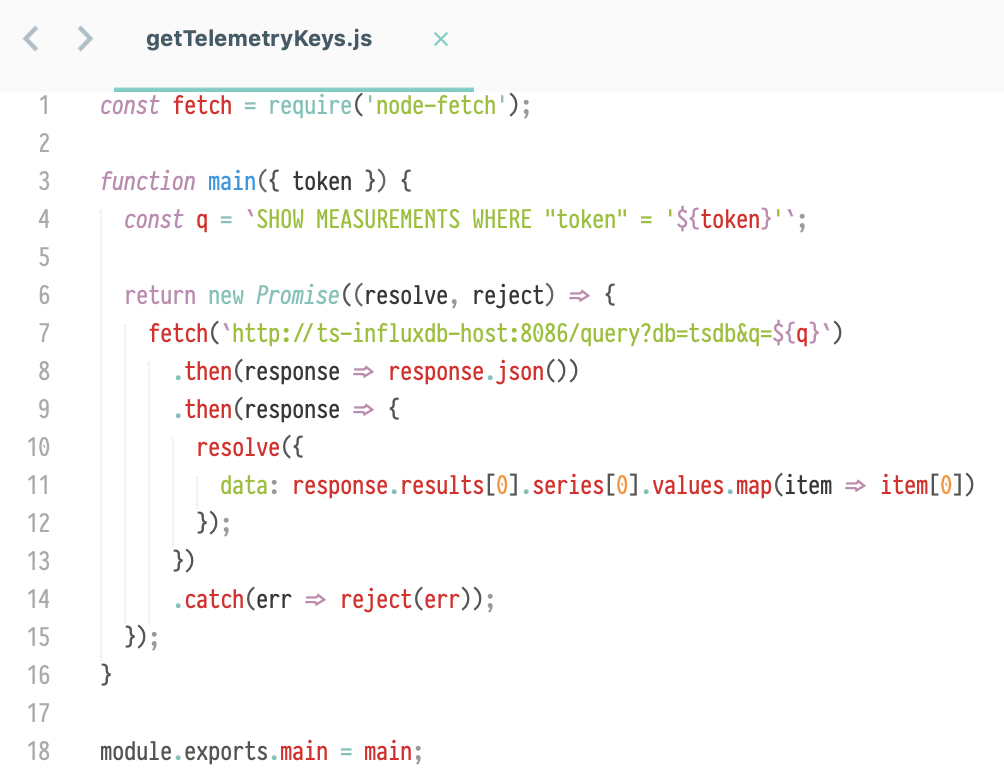 getTelemetryKeys.js ×
1 const fetch = require('node-fetch');
2
3 function main({ token }) {
4 const q = `SHOW MEASUREMENTS WHERE "token" = '${token}'`;
5
6 return new Promise((resolve, reject) => {
7 fetch(`http://ts-influxdb-host:8086/query?db=tsdb&q=${q}`)
8 .then(response => response.json())
9 .then(response => {
10 resolve({
11 data: response.results[0].series[0].values.map(item => item[0])
12 });
13 })
14 .catch(err => reject(err));
15 });
16 }
17
18 module.exports.main = main;